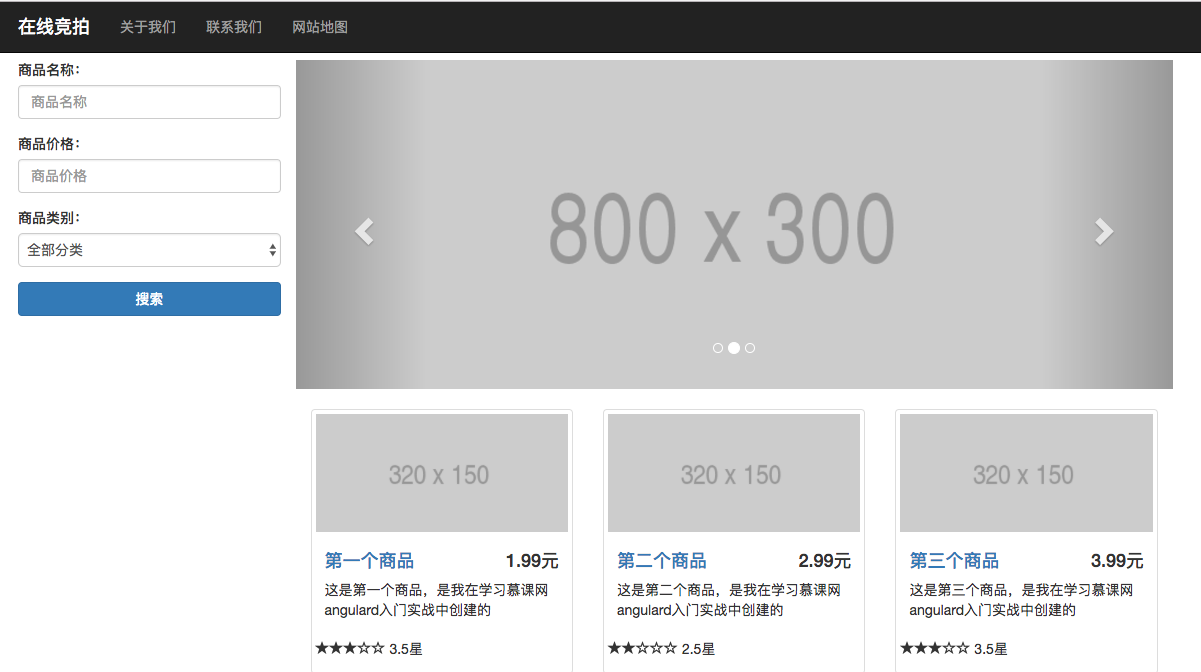 在线竞拍 关于我们 联系我们 网站地图
商品名称：
商品名称
商品价格：
商品价格
商品类别：
全部分类
搜索
800 x 300
320 x 150
第一个商品 1.99元
这是第一个商品，是我在学习慕课网
angulard入门实战中创建的
★★★☆☆ 3.5星
320 x 150
第二个商品 2.99元
这是第二个商品，是我在学习慕课网
angulard入门实战中创建的
★★☆☆☆ 2.5星
320 x 150
第三个商品 3.99元
这是第三个商品，是我在学习慕课网
angulard入门实战中创建的
★★★☆☆ 3.5星